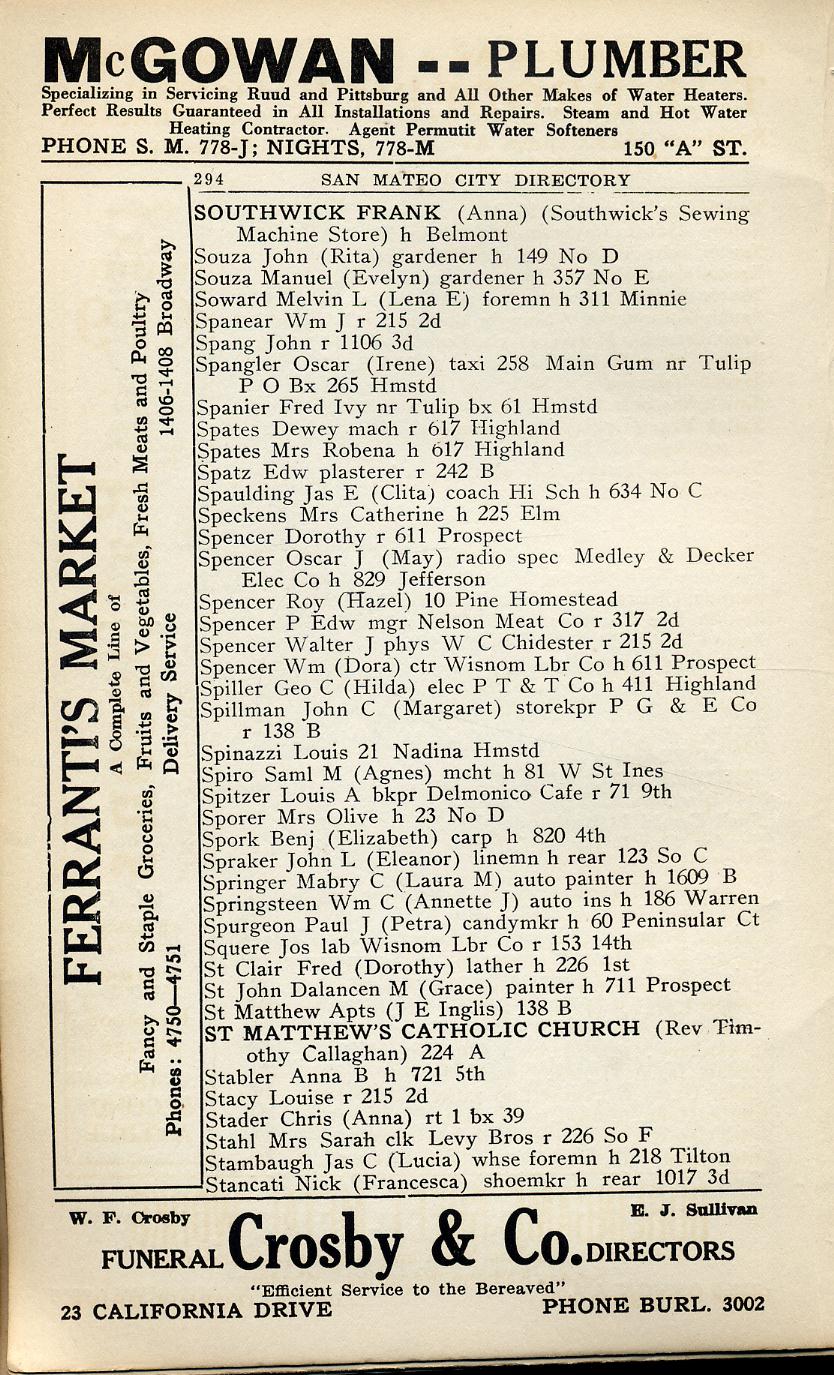 McGOWAN -- PLUMBER
Specializing in Servicing Ruud and Pittsburg and All Other Makes of Water Heaters.
Perfect Results Guaranteed in All Installations and Repairs. Steam and Hot Water
Heating Contractor. Agent Permutit Water Softeners
PHONE S. M. 778-J; NIGHTS, 778-M 150 "A" ST.
294 SAN MATEO CITY DIRECTORY
SOUTHWICK FRANK (Anna) (Southwick's Sewing
Machine Store) h Belmont
Souza John (Rita) gardener h 149 No D
Souza Manuel (Evelyn) gardener h 357 No E
Soward Melvin L (Lena E) foremn h 311 Minnie
Spanear Wm J r 215 2d
Spang John r 1106 3d
Spangler Oscar (Irene) taxi 258 Main Gum nr Tulip
P O Bx 265 Hmstd
Spanier Fred Ivy nr Tulip bx 61 Hmstd
Spates Dewey mach r 617 Highland
Spates Mrs Robena h 617 Highland
Spatz Edw plasterer r 242 B
Spaulding Jas E (Clita) coach Hi Sch h 634 No C
Speckens Mrs Catherine h 225 Elm
Spencer Dorothy r 611 Prospect
Spencer Oscar J (May) radio spec Medley & Decker
Elec Co h 829 Jefferson
Spencer Roy (Hazel) 10 Pine Homestead
Spencer P Edw mgr Nelson Meat Co r 317 2d
Spencer Walter J phys W C Chidester r 215 2d
Spencer Wm (Dora) ctr Wisnom Lbr Co h 611 Prospect
Spiller Geo C (Hilda) elec P T & T Co h 411 Highland
Spillman John C (Margaret) storekpr P G & E Co
r 138 B
Spinazzi Louis 21 Nadina Hmstd
Spiro Saml M (Agnes) mcht h 81 W St Ines
Spitzer Louis A bkpr Delmonico Cafe r 71 9th
Sporer Mrs Olive h 23 No D
Spork Benj (Elizabeth) carp h 820 4th
Spraker John L (Eleanor) linemn h rear 123 So C
Springer Mabry C (Laura M) auto painter h 1609 B
Springsteen Wm C (Annette J) auto ins h 186 Warren
Spurgeon Paul J (Petra) candymkr h 60 Peninsular Ct
Squere Jos lab Wisnom Lbr Co r 153 14th
St Clair Fred (Dorothy) lather h 226 1st
St John Dalancen M (Grace) painter h 711 Prospect
St Matthew Apts (J E Inglis) 138 B
ST MATTHEW'S CATHOLIC CHURCH (Rev Tim-
othy Callaghan) 224 A
Stabler Anna B h 721 5th
Stacy Louise r 215 2d
Stader Chris (Anna) rt 1 bx 39
Stahl Mrs Sarah clk Levy Bros r 226 So F
Stambaugh Jas C (Lucia) whse foremn h 218 Tilton
Stancati Nick (Francesca) shoemkr h rear 1017 3d
FERRANTI'S MARKET
A Complete Line of
Fancy and Staple Groceries, Fruits and Vegetables, Fresh Meats and Poultry
Phones: 4750—4751 Delivery Service 1406-1408 Broadway
W. F. Crosby E. J. Sullivan
FUNERAL Crosby & Co. DIRECTORS
"Efficient Service to the Bereaved"
23 CALIFORNIA DRIVE PHONE BURL. 3002